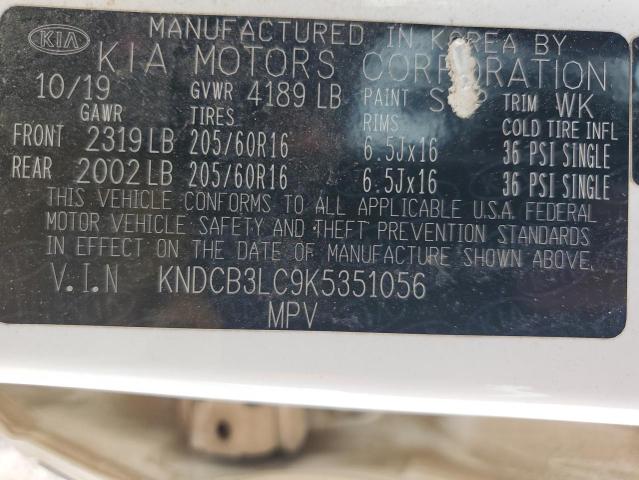 MANUFACTURED IN KOREA BY
KIA KIA MOTORS CORPORATION
10/19 GVWR 4189 LB PAINT TRIM WK
GAWR TIRES RIMS COLD TIRE INFL
FRONT 2319 LB 205/60R16 6.5Jx16 36 PSI SINGLE
REAR 2002 LB 205/60R16 6.5Jx16 36 PSI SINGLE
THIS VEHICLE CONFORMS TO ALL APPLICABLE U.S.A. FEDERAL
MOTOR VEHICLE SAFETY AND THEFT PREVENTION STANDARDS
IN EFFECT ON THE DATE OF MANUFACTURE SHOWN ABOVE.
V.I.N KNDCB3LC9K5351056
MPV